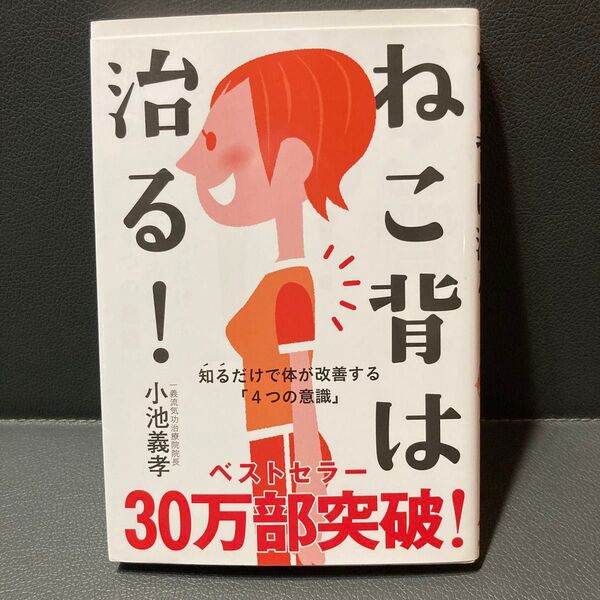 ねこ背は
治る!
知るだけで体が改善する
「4つの意識」
一義流気功治療院院長
小池義孝
ベストセラー
30万部突破!